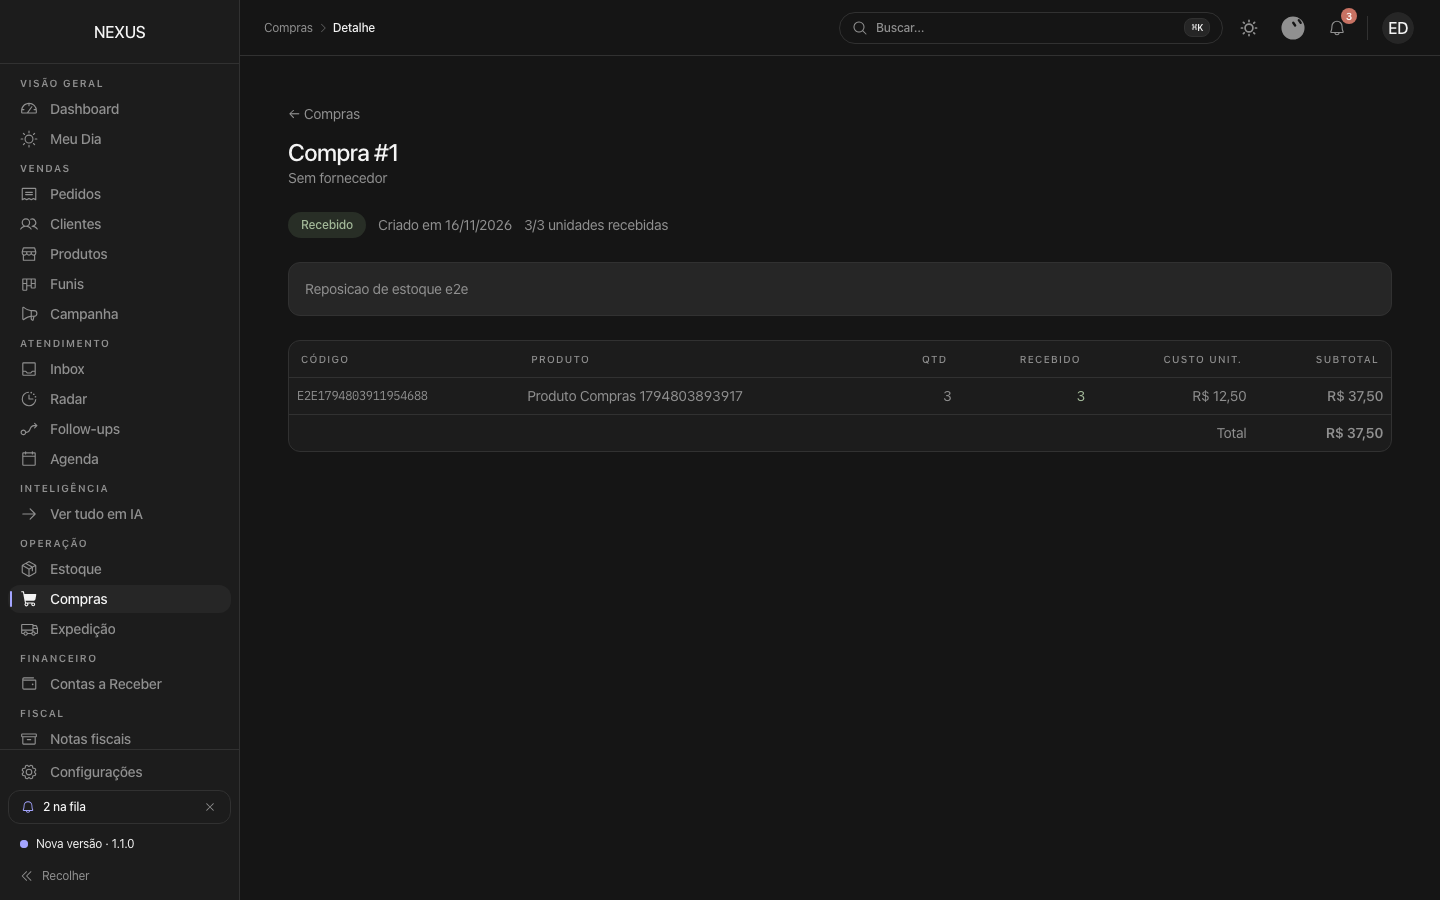 NEXUS
VISÃO GERAL
Dashboard
Meu Dia
VENDAS
Pedidos
Clientes
Produtos
Funis
Campanha
ATENDIMENTO
Inbox
Radar
Follow-ups
Agenda
INTELIGÊNCIA
Ver tudo em IA
OPERAÇÃO
Estoque
Compras
Expedição
FINANCEIRO
Contas a Receber
FISCAL
Notas fiscais
Configurações
2 na fila
Nova versão · 1.1.0
Recolher
Compras > Detalhe
Buscar... ⌘K
3
ED
← Compras
Compra #1
Sem fornecedor
Recebido Criado em 16/11/2026 3/3 unidades recebidas
Reposicao de estoque e2e
CÓDIGO PRODUTO QTD RECEBIDO CUSTO UNIT. SUBTOTAL
E2E1794803911954688 Produto Compras 1794803893917 3 3 R$ 12,50 R$ 37,50
Total R$ 37,50